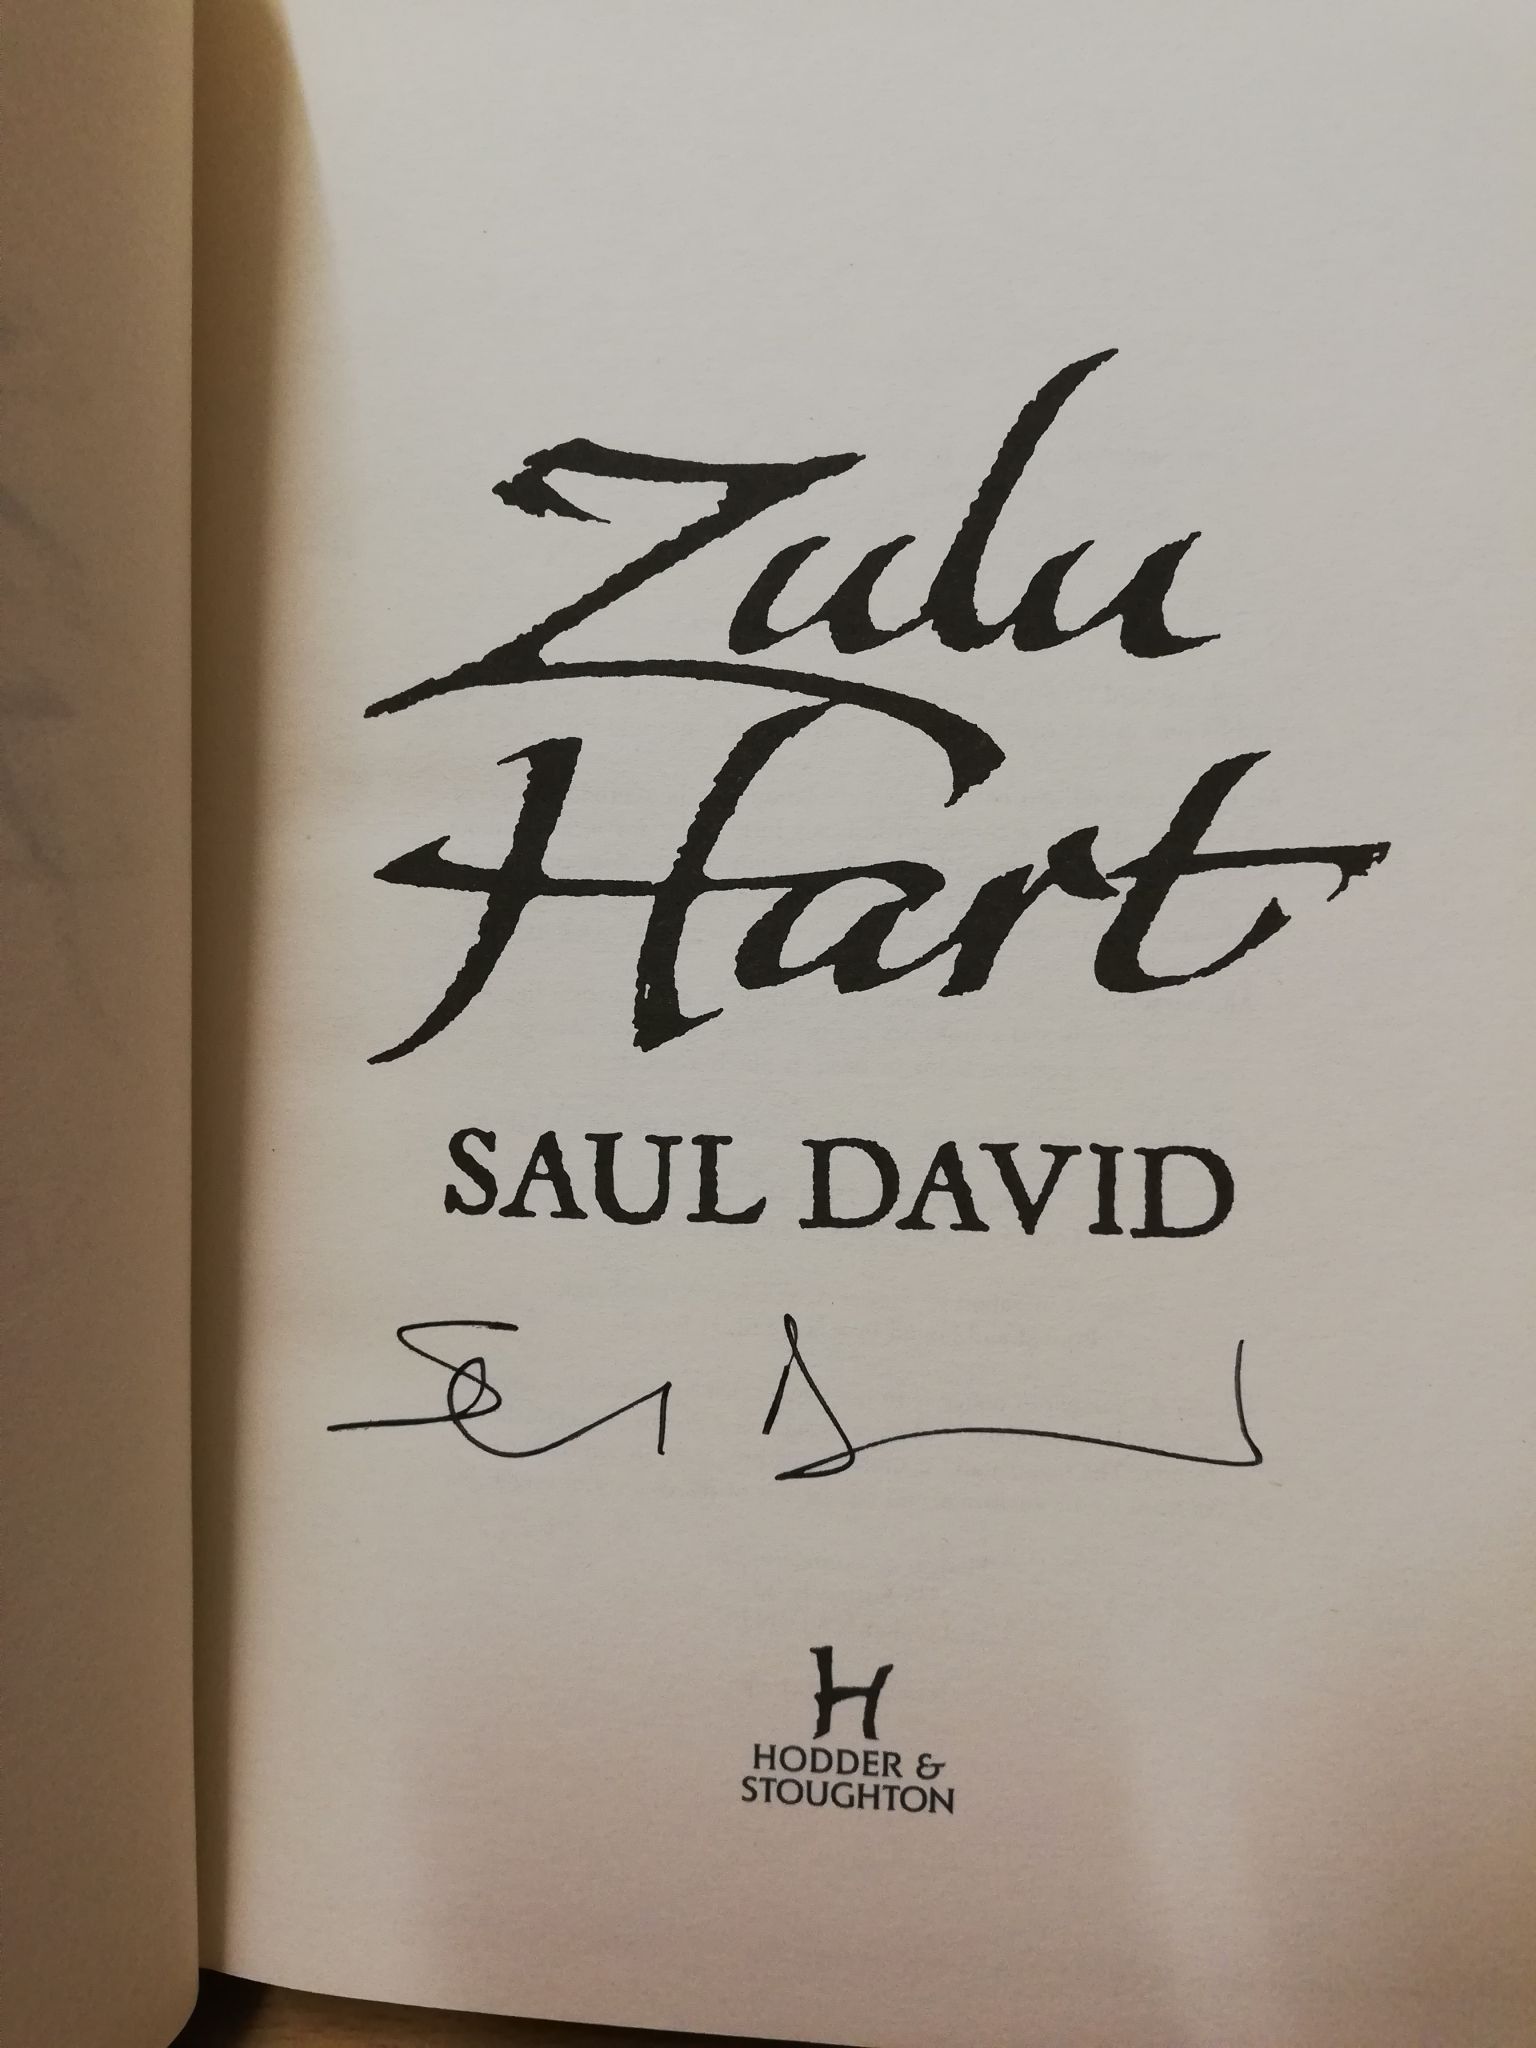 Zulu
Hart
SAUL DAVID
H
HODDER &
STOUGHTON